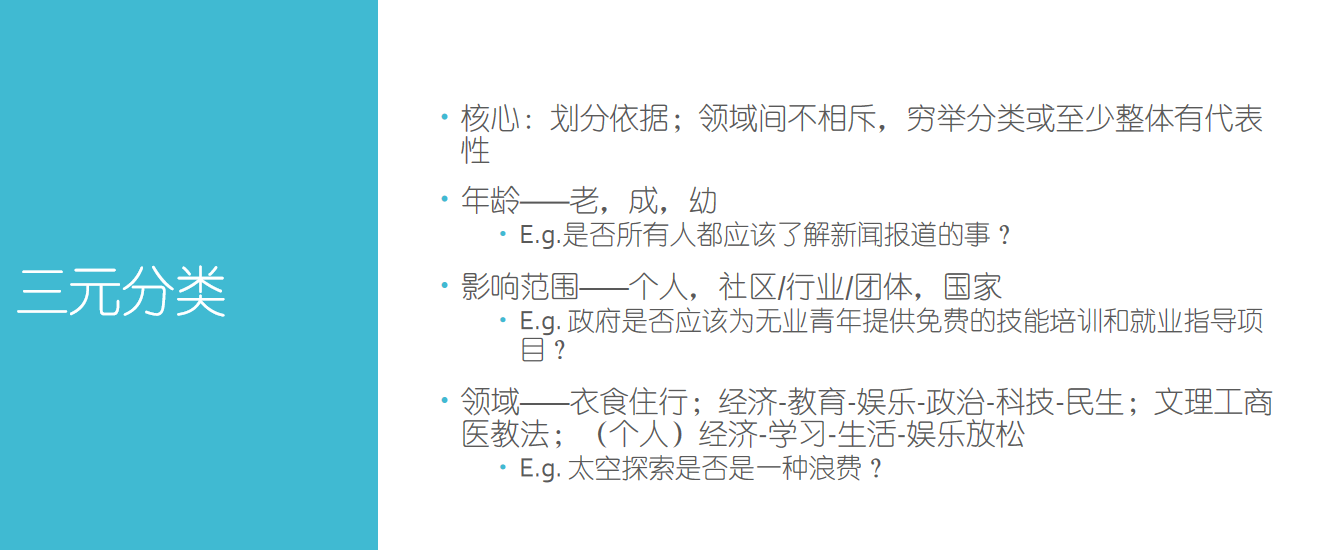 三元分类
• 核心：划分依据；领域间不相斥，穷举分类或至少整体有代表
性
• 年龄——老，成，幼
• E.g.是否所有人都应该了解新闻报道的事？
• 影响范围——个人，社区/行业/团体，国家
• E.g. 政府是否应该为无业青年提供免费的技能培训和就业指导项
目？
• 领域——衣食住行；经济-教育-娱乐-政治-科技-民生；文理工商
医教法；（个人）经济-学习-生活-娱乐放松
• E.g. 太空探索是否是一种浪费？